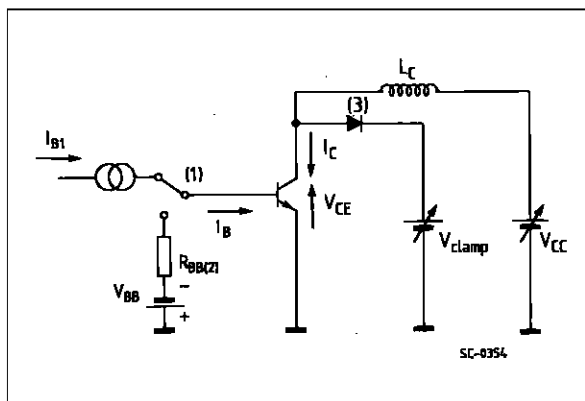 L_C
(3)
I_B1
(1)
I_C
V_CE
I_B
V_clamp
V_CC
R_BB(2)
V_BB
-
+
SC-0354